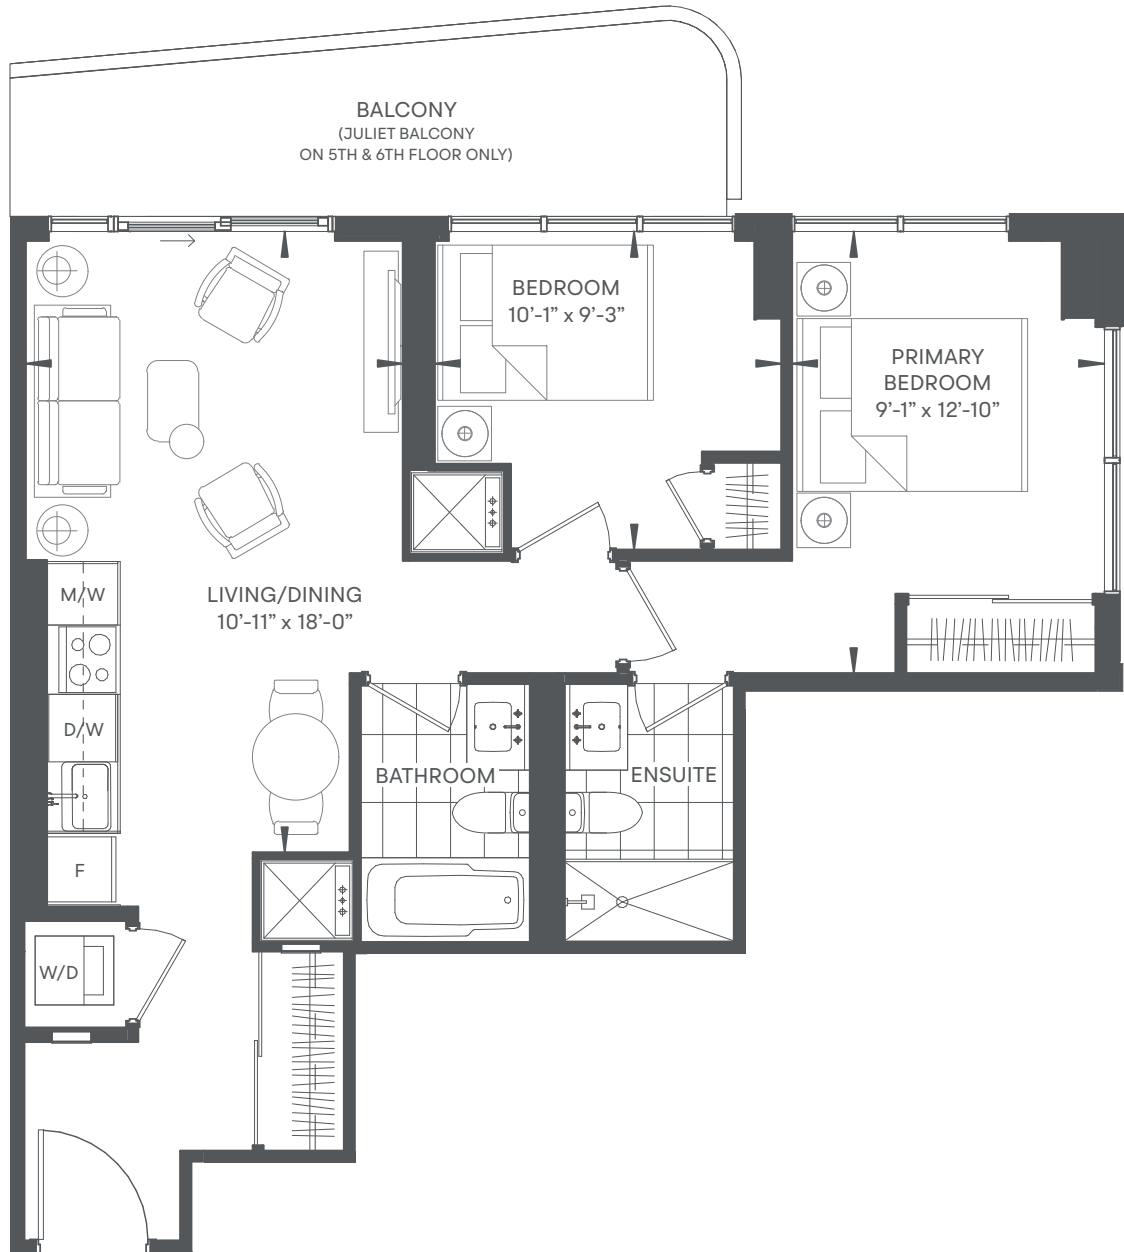 BALCONY
(JULIET BALCONY
ON 5TH & 6TH FLOOR ONLY)
BEDROOM
10’-1” x 9’-3”
PRIMARY
BEDROOM
9’-1” x 12’-10”
M/W
LIVING/DINING
10’-11” x 18’-0”
D/W
BATHROOM
ENSUITE
F
W/D